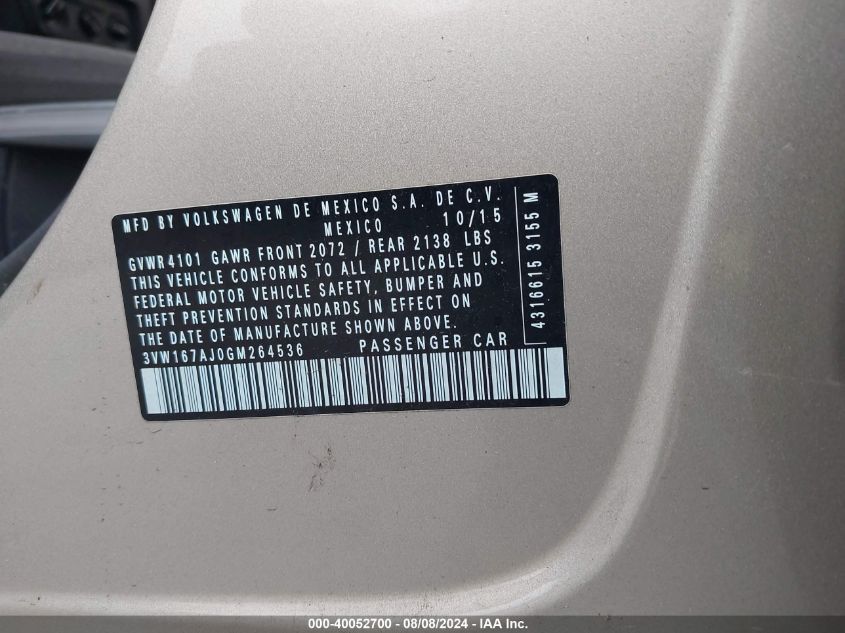 MFD BY VOLKSWAGEN DE MEXICO S.A. DE C.V.
MEXICO 10/15
GVWR 4101 GAWR FRONT 2072 / REAR 2138 LBS
THIS VEHICLE CONFORMS TO ALL APPLICABLE U.S.
FEDERAL MOTOR VEHICLE SAFETY, BUMPER AND
THEFT PREVENTION STANDARDS IN EFFECT ON
THE DATE OF MANUFACTURE SHOWN ABOVE.
3VW167AJ0GM264536 PASSENGER CAR
4316615 3155 M
000-40052700 - 08/08/2024 - IAA Inc.